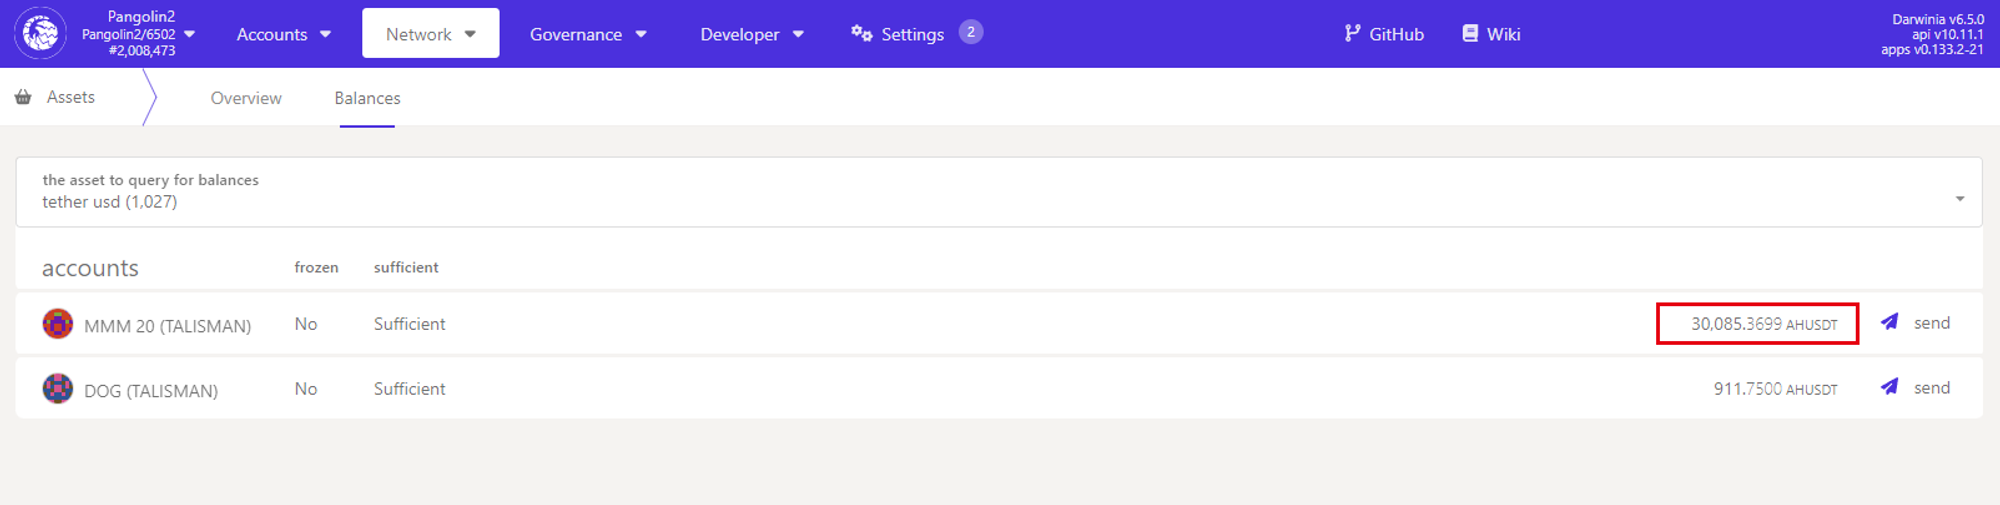 Pangolin2
Pangolin2/6502
#2,008,473
Accounts
Network
Governance
Developer
Settings 2
GitHub
Wiki
Darwinia v6.5.0
api v10.11.1
apps v0.133.2-21
Assets
Overview
Balances
the asset to query for balances
tether usd (1,027)
accounts frozen sufficient
MMM 20 (TALISMAN) No Sufficient 30,085.3699 AHUSDT send
DOG (TALISMAN) No Sufficient 911.7500 AHUSDT send